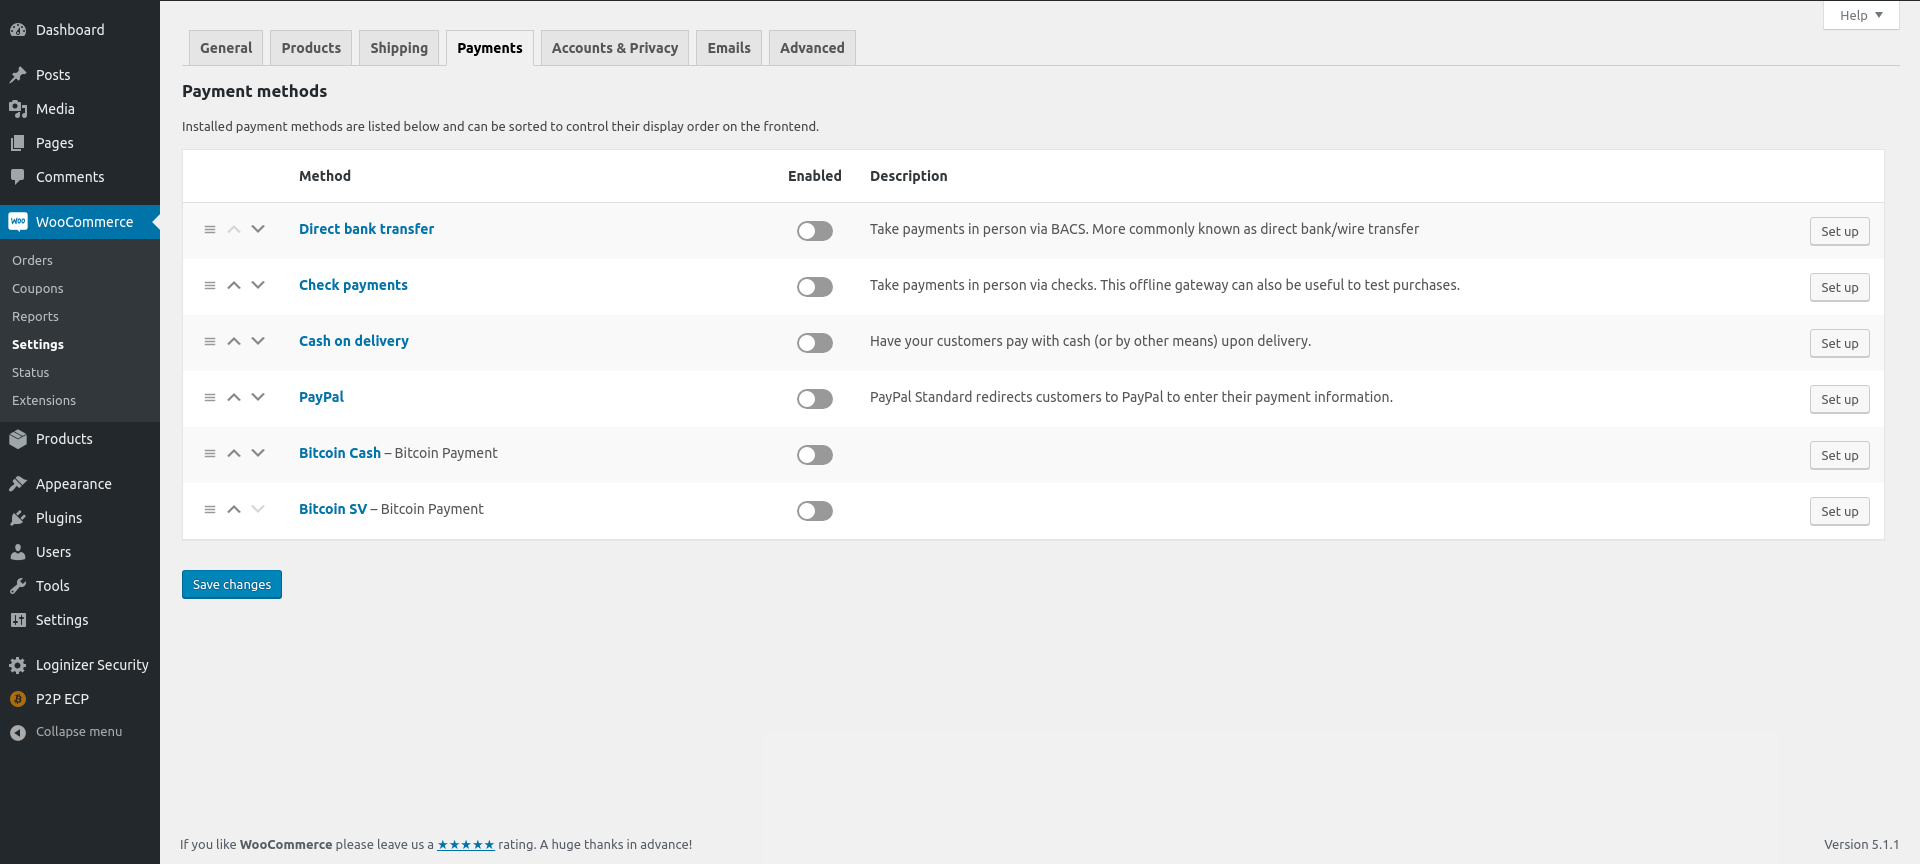 Dashboard
Posts
Media
Pages
Comments
WooCommerce
Orders
Coupons
Reports
Settings
Status
Extensions
Products
Appearance
Plugins
Users
Tools
Settings
Loginizer Security
P2P ECP
Collapse menu
Help
General Products Shipping Payments Accounts & Privacy Emails Advanced
Payment methods
Installed payment methods are listed below and can be sorted to control their display order on the frontend.
Method Enabled Description
Direct bank transfer Take payments in person via BACS. More commonly known as direct bank/wire transfer Set up
Check payments Take payments in person via checks. This offline gateway can also be useful to test purchases. Set up
Cash on delivery Have your customers pay with cash (or by other means) upon delivery. Set up
PayPal PayPal Standard redirects customers to PayPal to enter their payment information. Set up
Bitcoin Cash – Bitcoin Payment Set up
Bitcoin SV – Bitcoin Payment Set up
Save changes
If you like WooCommerce please leave us a ★★★★★ rating. A huge thanks in advance! Version 5.1.1